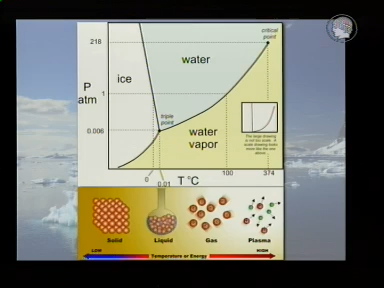 critical
point
218
water
ice
P
atm
1
triple
point
0.006
water
vapor
0
0.01
T °C
100
374
Solid
Liquid
Gas
Plasma
LOW
Temperature or Energy
HIGH